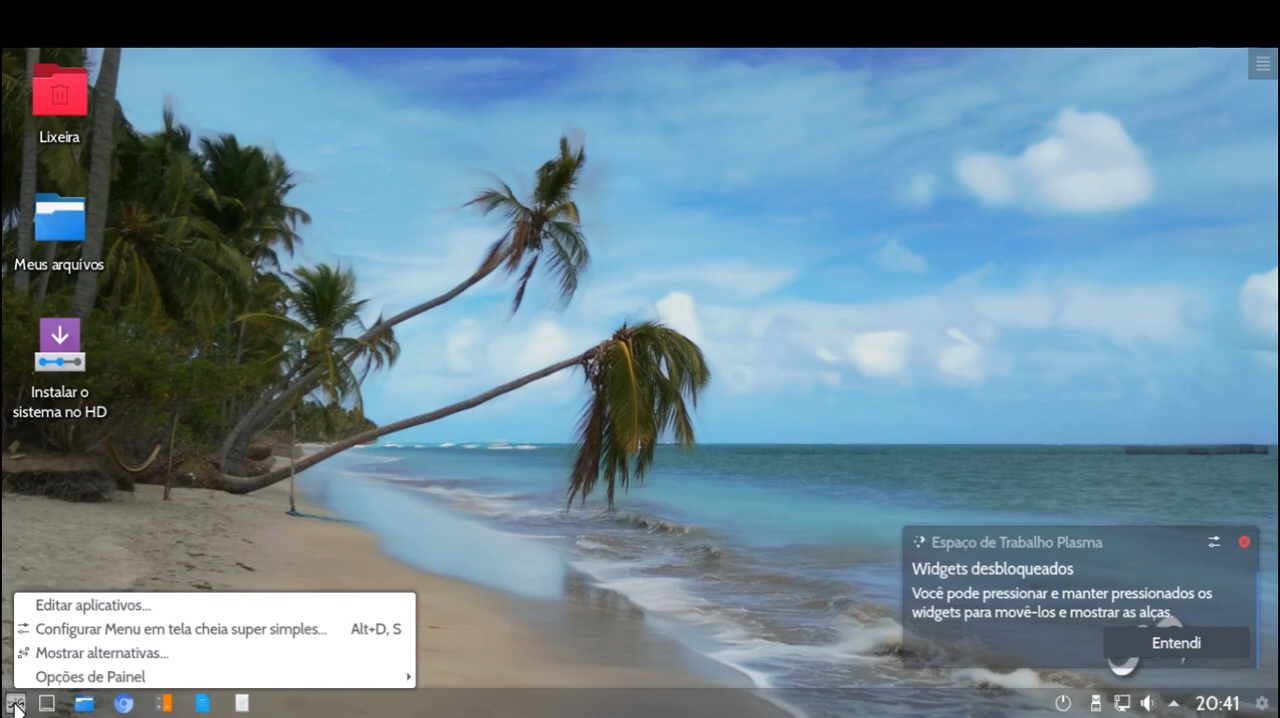 Lixeira
Meus arquivos
Instalar o
sistema no HD
Espaço de Trabalho Plasma
Widgets desbloqueados
Você pode pressionar e manter pressionados os
widgets para movê-los e mostrar as alças.
Entendi
Editar aplicativos...
Configurar Menu em tela cheia super simples... Alt+D, S
Mostrar alternativas...
Opções de Painel
20:41